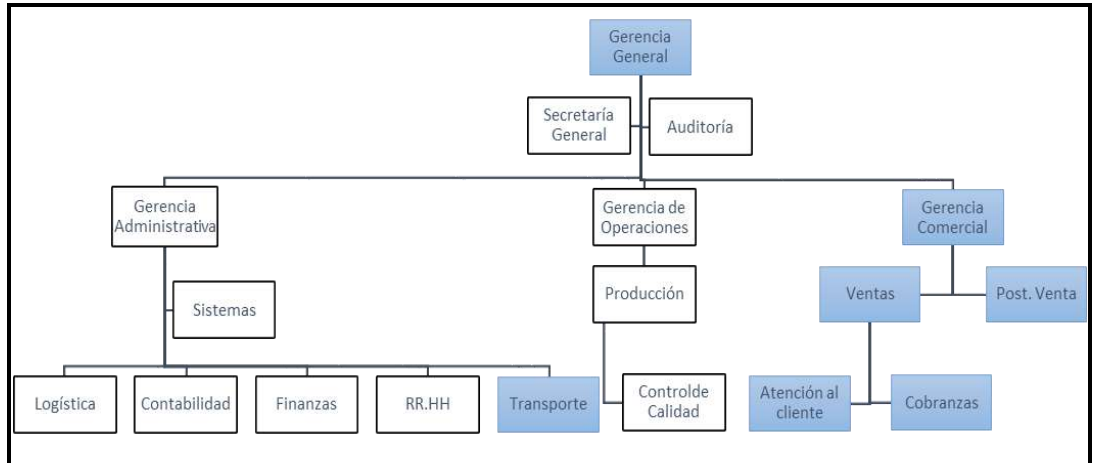 Gerencia
General
Secretaría
General
Auditoría
Gerencia
Administrativa
Gerencia de
Operaciones
Gerencia
Comercial
Sistemas
Producción
Ventas
Post. Venta
Logística
Contabilidad
Finanzas
RR.HH
Transporte
Controlde
Calidad
Atención al
cliente
Cobranzas